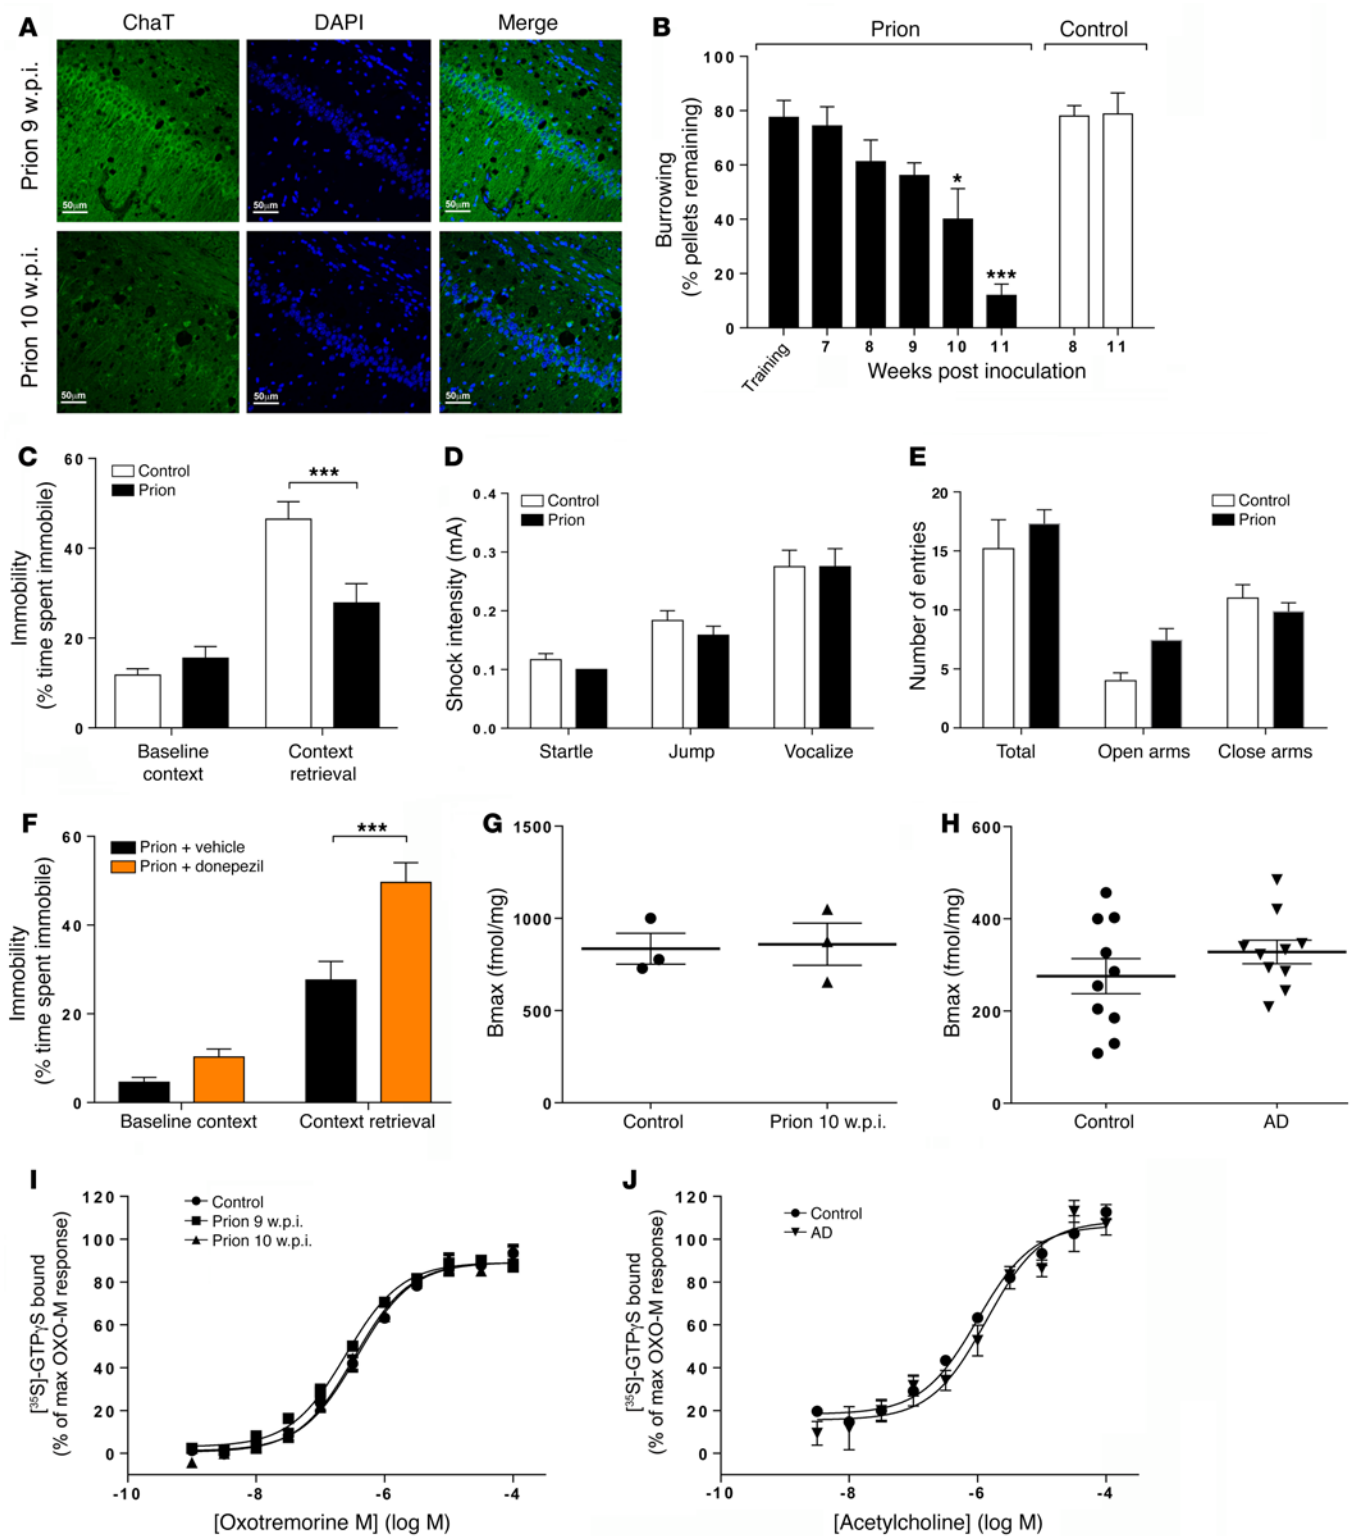 A
ChaT
DAPI
Merge
Prion 9 w.p.i.
50µm
50µm
50µm
Prion 10 w.p.i.
50µm
50µm
50µm
B
Prion
Control
Burrowing
(% pellets remaining)
100
80
60
40
20
0
*
***
Training
7
8
9
10
11
8
11
Weeks post inoculation
C
Immobility
(% time spent immobile)
60
40
20
0
Control
Prion
***
Baseline
context
Context
retrieval
D
Shock intensity (mA)
0.4
0.3
0.2
0.1
0.0
Control
Prion
Startle
Jump
Vocalize
E
Number of entries
20
15
10
5
0
Control
Prion
Total
Open arms
Close arms
F
Immobility
(% time spent immobile)
60
40
20
0
Prion + vehicle
Prion + donepezil
***
Baseline context
Context retrieval
G
Bmax (fmol/mg)
1500
1000
500
0
Control
Prion 10 w.p.i.
H
Bmax (fmol/mg)
600
400
200
0
Control
AD
I
[³⁵S]-GTPγS bound
(% of max OXO-M response)
120
100
80
60
40
20
0
Control
Prion 9 w.p.i.
Prion 10 w.p.i.
-10
-8
-6
-4
[Oxotremorine M] (log M)
J
[³⁵S]-GTPγS bound
(% of max OXO-M response)
120
100
80
60
40
20
0
Control
AD
-10
-8
-6
-4
[Acetylcholine] (log M)